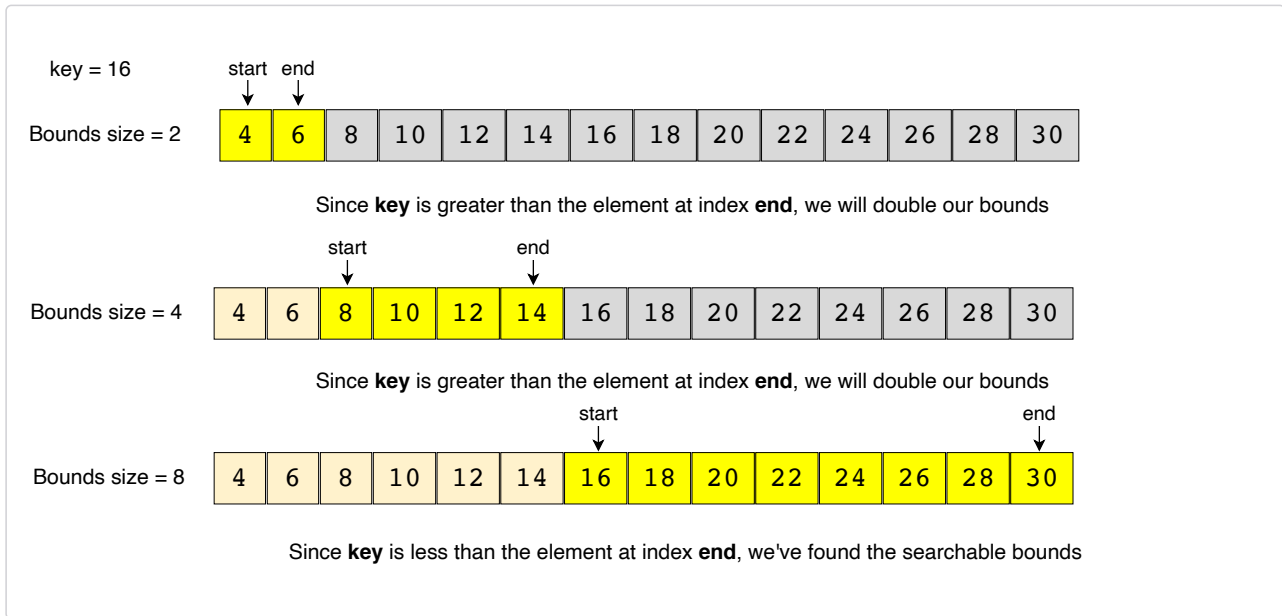 key = 16
start end
Bounds size = 2
4 6 8 10 12 14 16 18 20 22 24 26 28 30
Since key is greater than the element at index end, we will double our bounds
start end
Bounds size = 4
4 6 8 10 12 14 16 18 20 22 24 26 28 30
Since key is greater than the element at index end, we will double our bounds
start end
Bounds size = 8
4 6 8 10 12 14 16 18 20 22 24 26 28 30
Since key is less than the element at index end, we've found the searchable bounds